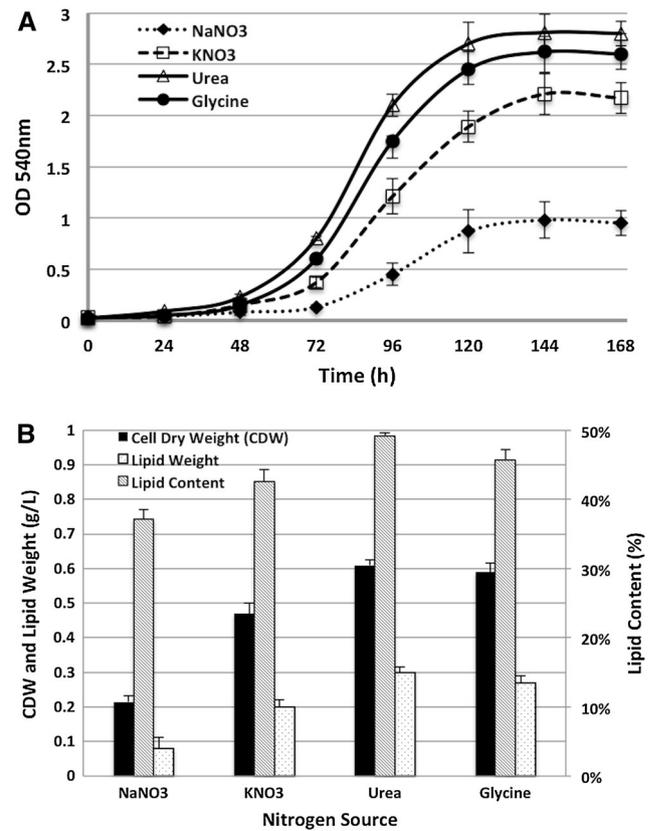 A
3
2.5
2
1.5
1
0.5
0
OD 540nm
NaNO3
KNO3
Urea
Glycine
0 24 48 72 96 120 144 168
Time (h)
B
1
0.9
0.8
0.7
0.6
0.5
0.4
0.3
0.2
0.1
0
CDW and Lipid Weight (g/L)
Cell Dry Weight (CDW)
Lipid Weight
Lipid Content
50%
40%
30%
20%
10%
0%
Lipid Content (%)
NaNO3 KNO3 Urea Glycine
Nitrogen Source